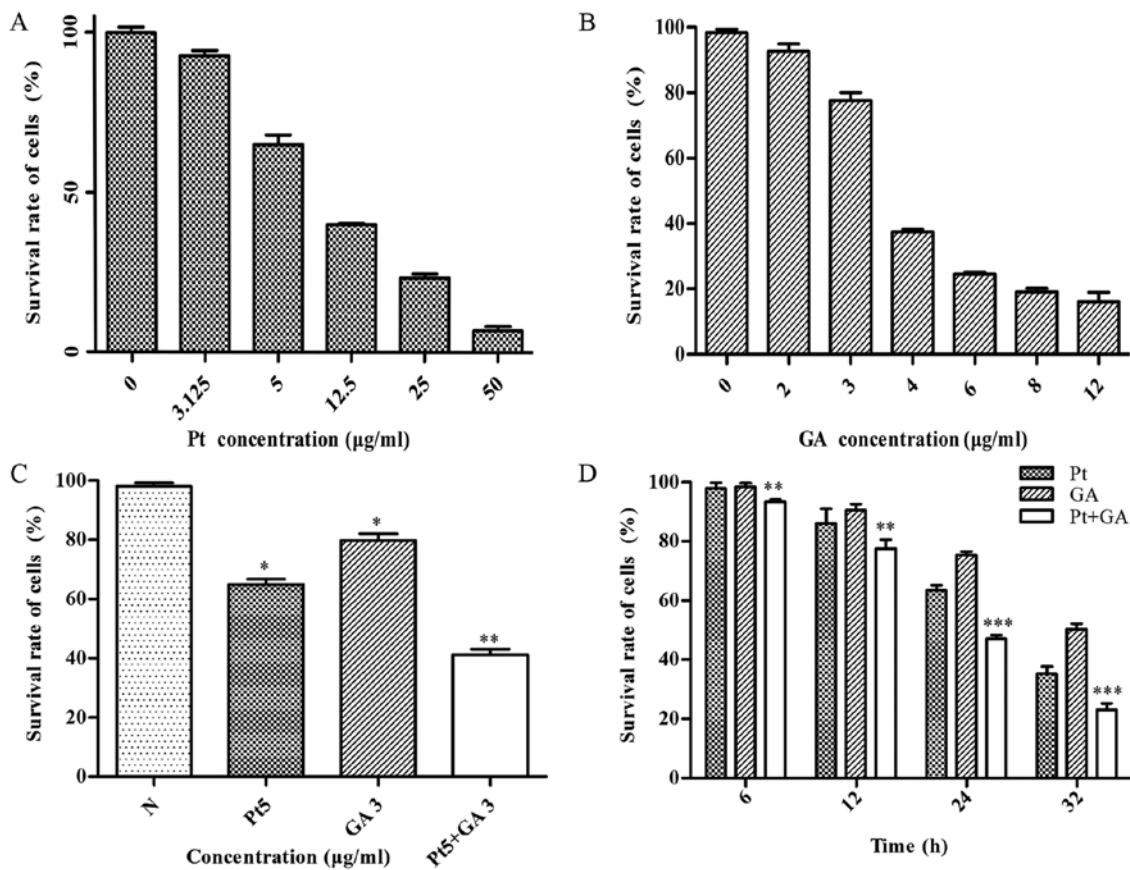 A
Survival rate of cells (%)
100
50
0
0 3.125 5 12.5 25 50
Pt concentration (µg/ml)
B
Survival rate of cells (%)
100
80
60
40
20
0
0 2 3 4 6 8 12
GA concentration (µg/ml)
C
Survival rate of cells (%)
100
80
60
40
20
0
* * **
N Pt5 GA 3 Pt5+GA 3
Concentration (µg/ml)
D
Pt
GA
Pt+GA
Survival rate of cells (%)
100
80
60
40
20
0
** ** *** ***
6 12 24 32
Time (h)